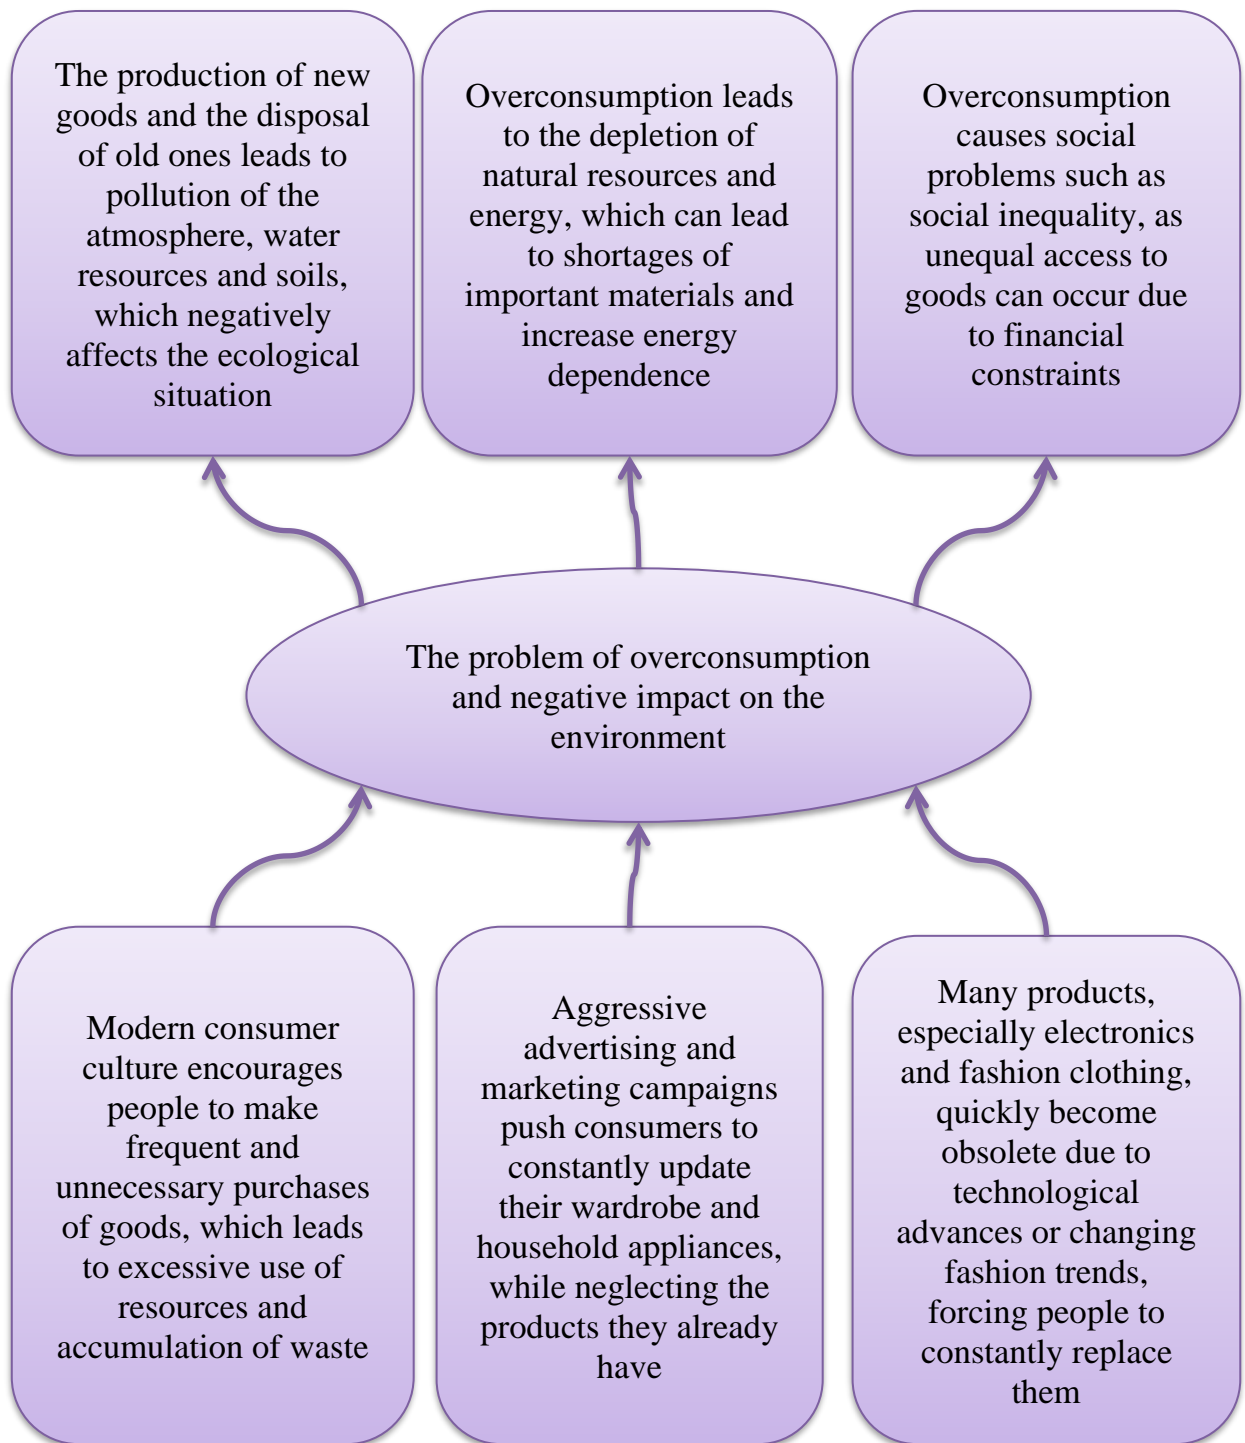 The production of new
goods and the disposal
of old ones leads to
pollution of the
atmosphere, water
resources and soils,
which negatively
affects the ecological
situation
Overconsumption leads
to the depletion of
natural resources and
energy, which can lead
to shortages of
important materials and
increase energy
dependence
Overconsumption
causes social
problems such as
social inequality, as
unequal access to
goods can occur due
to financial
constraints
The problem of overconsumption
and negative impact on the
environment
Modern consumer
culture encourages
people to make
frequent and
unnecessary purchases
of goods, which leads
to excessive use of
resources and
accumulation of waste
Aggressive
advertising and
marketing campaigns
push consumers to
constantly update
their wardrobe and
household appliances,
while neglecting the
products they already
have
Many products,
especially electronics
and fashion clothing,
quickly become
obsolete due to
technological
advances or changing
fashion trends,
forcing people to
constantly replace
them